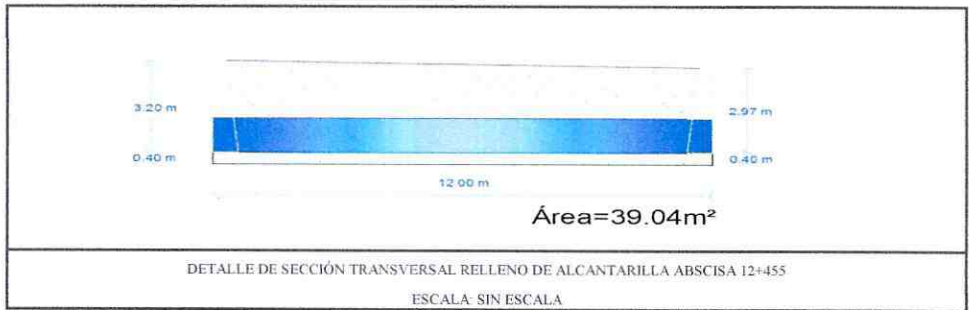 3.20 m
2.97 m
0.40 m
0.40 m
12.00 m
Área=39.04m²
DETALLE DE SECCIÓN TRANSVERSAL RELLENO DE ALCANTARILLA ABSCISA 12+455
ESCALA: SIN ESCALA